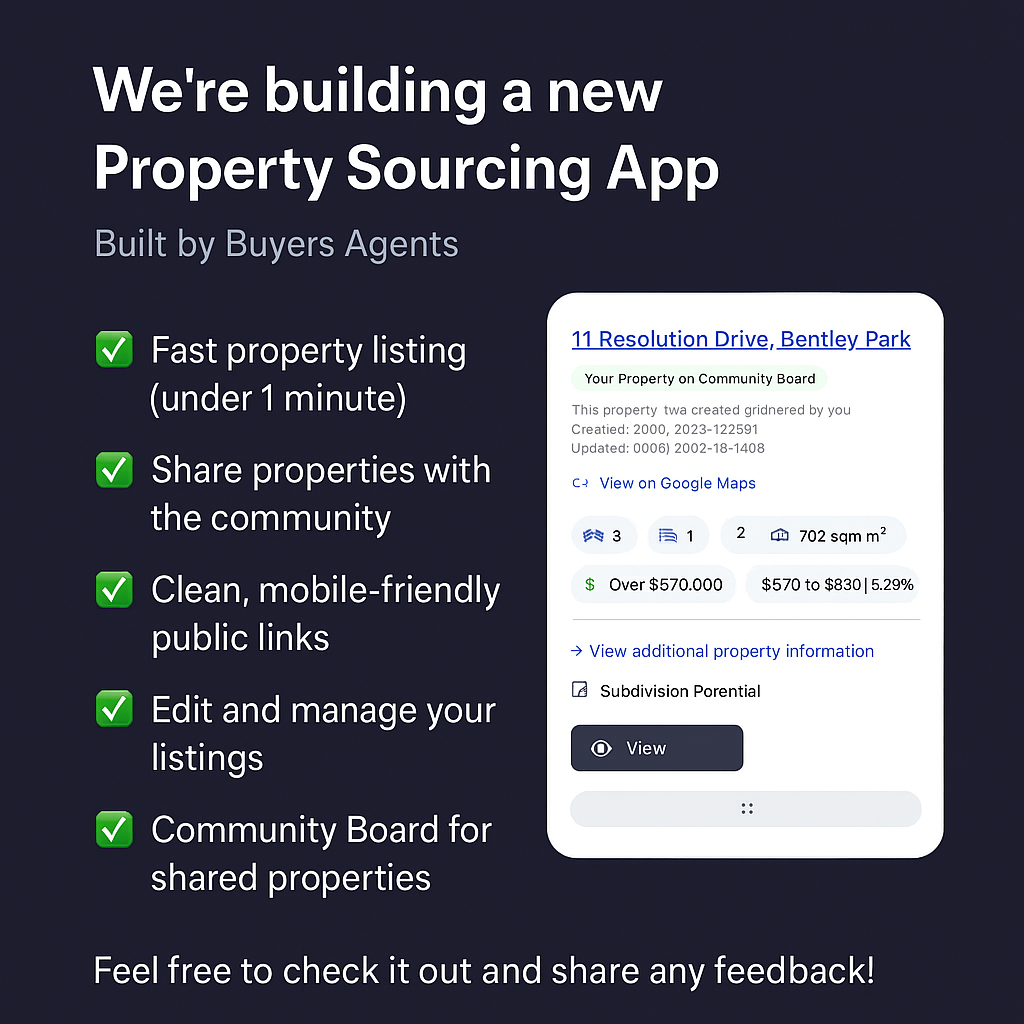 We're building a new
Property Sourcing App
Built by Buyers Agents
✅ Fast property listing
(under 1 minute)
✅ Share properties with
the community
✅ Clean, mobile-friendly
public links
✅ Edit and manage your
listings
✅ Community Board for
shared properties
11 Resolution Drive, Bentley Park
Your Property on Community Board
This property twa created gridnered by you
Creatied: 2000, 2023-122591
Updated: 0006) 2002-18-1408
View on Google Maps
3 1 2 702 sqm m²
$ Over $570.000 $570 to $830|5.29%
→ View additional property information
Subdivision Porential
View
Feel free to check it out and share any feedback!